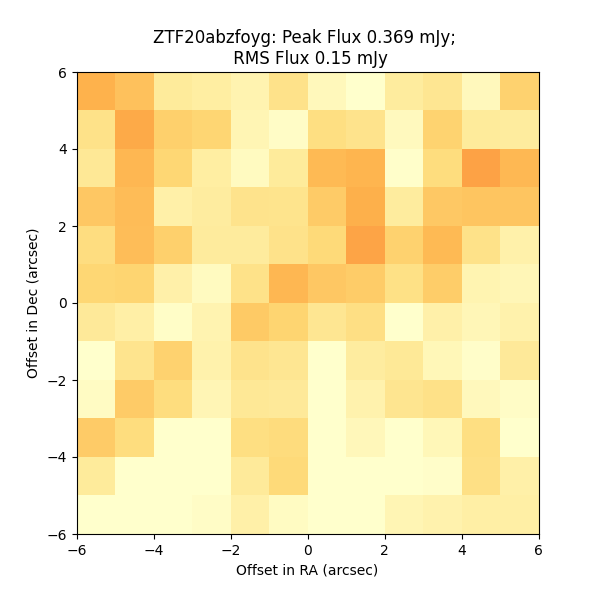 ZTF20abzfoyg: Peak Flux 0.369 mJy;
RMS Flux 0.15 mJy
6
4
2
0
−2
−4
−6
Offset in Dec (arcsec)
−6 −4 −2 0 2 4 6
Offset in RA (arcsec)